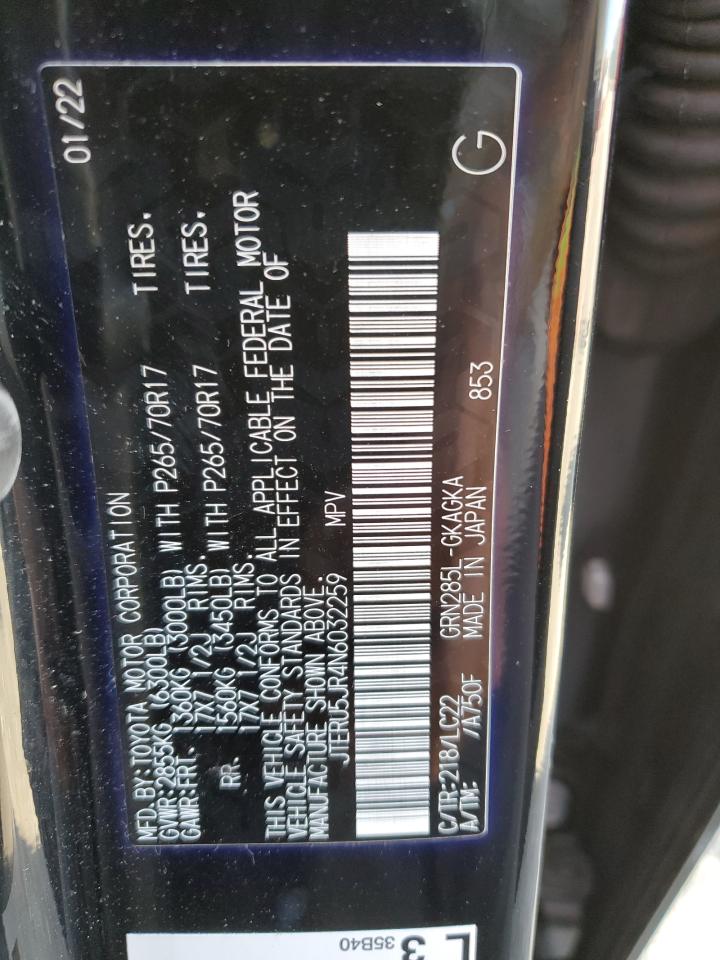 MFD.BY:TOYOTA MOTOR CORPORATION 01/22
GVWR:2855KG (6300LB)
GAWR:FRT. 1360KG (3000LB) WITH P265/70R17 TIRES.
17X7 1/2J RIMS.
RR. 1560KG (3450LB) WITH P265/70R17 TIRES.
17X7 1/2J RIMS.
THIS VEHICLE CONFORMS TO ALL APPLICABLE FEDERAL MOTOR
VEHICLE SAFETY STANDARDS IN EFFECT ON THE DATE OF
MANUFACTURE SHOWN ABOVE.
JTERU5JR4N6032259 MPV
C/TR:218/LC22 GRN285L-GKAGKA
A/TM: /A750F MADE IN JAPAN 853 G
L3
35B40